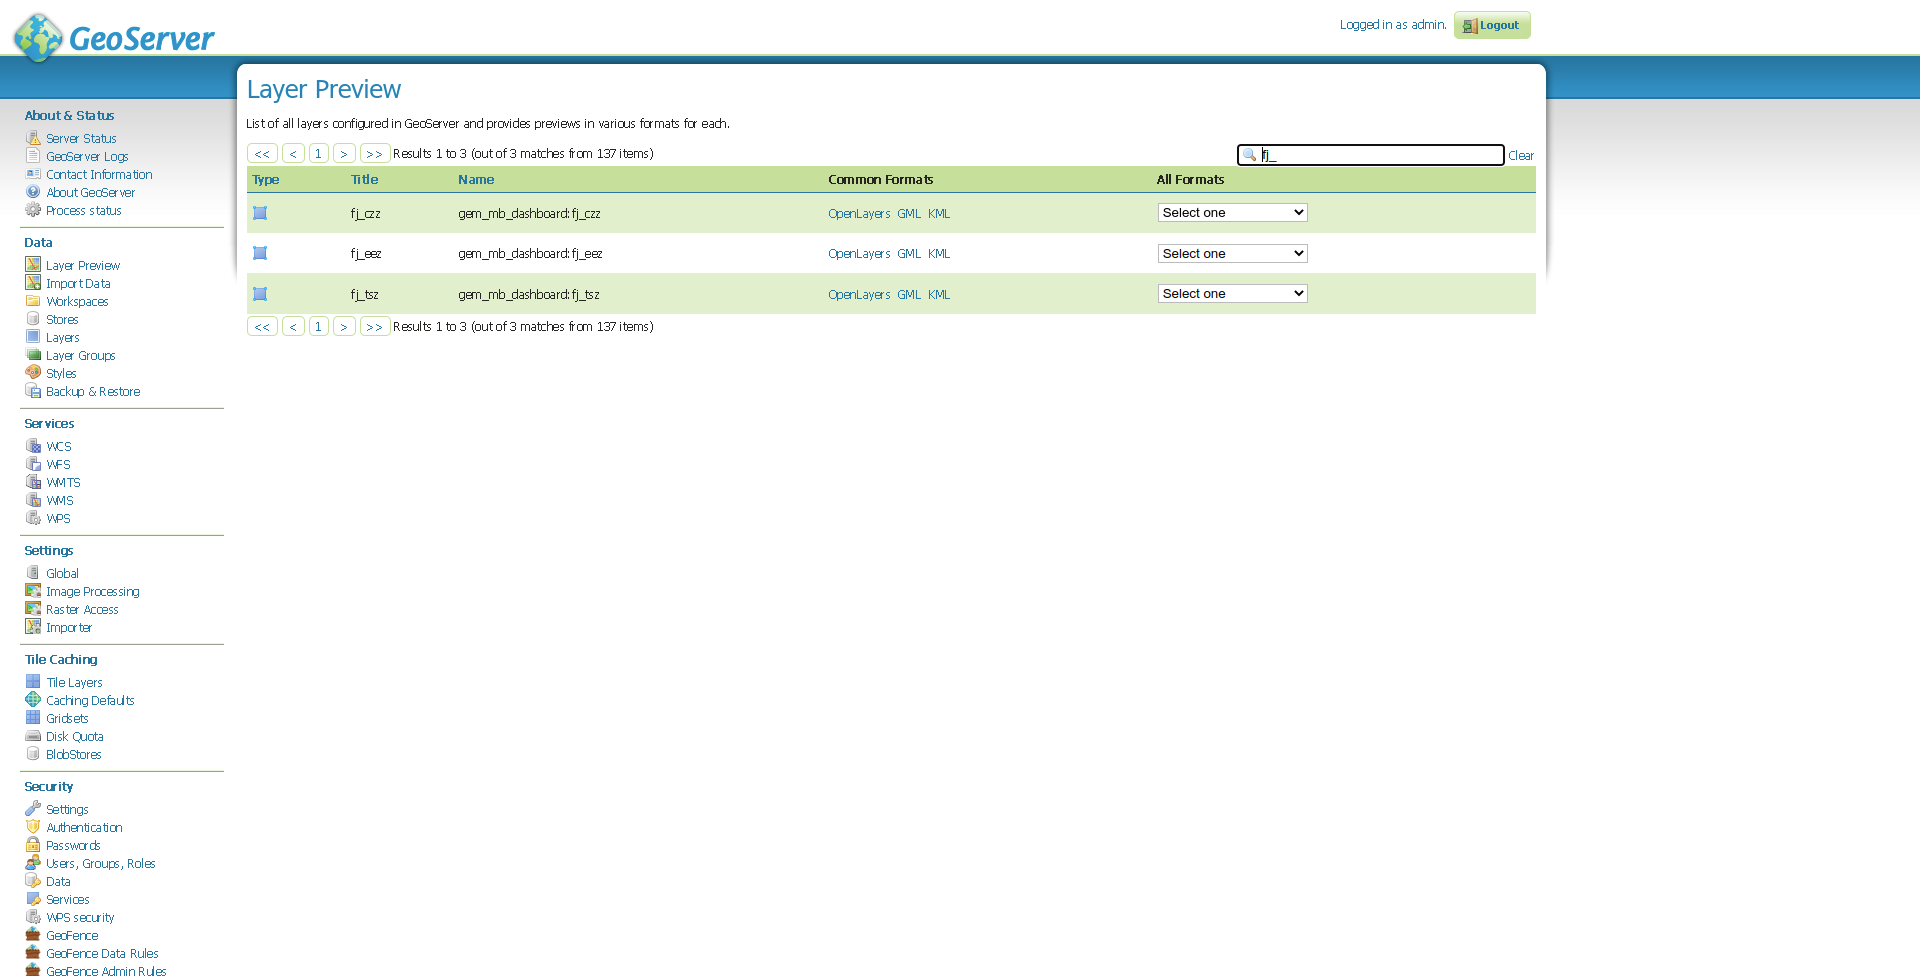 GeoServer
Logged in as admin.
Logout
About & Status
Server Status
GeoServer Logs
Contact Information
About GeoServer
Process status
Data
Layer Preview
Import Data
Workspaces
Stores
Layers
Layer Groups
Styles
Backup & Restore
Services
WCS
WFS
WMTS
WMS
WPS
Settings
Global
Image Processing
Raster Access
Importer
Tile Caching
Tile Layers
Caching Defaults
Gridsets
Disk Quota
BlobStores
Security
Settings
Authentication
Passwords
Users, Groups, Roles
Data
Services
WPS security
GeoFence
GeoFence Data Rules
GeoFence Admin Rules
Layer Preview
List of all layers configured in GeoServer and provides previews in various formats for each.
<< < 1 > >> Results 1 to 3 (out of 3 matches from 137 items)
fj_ Clear
Type Title Name Common Formats All Formats
fj_czz gem_mb_dashboard:fj_czz OpenLayers GML KML Select one
fj_eez gem_mb_dashboard:fj_eez OpenLayers GML KML Select one
fj_tsz gem_mb_dashboard:fj_tsz OpenLayers GML KML Select one
<< < 1 > >> Results 1 to 3 (out of 3 matches from 137 items)